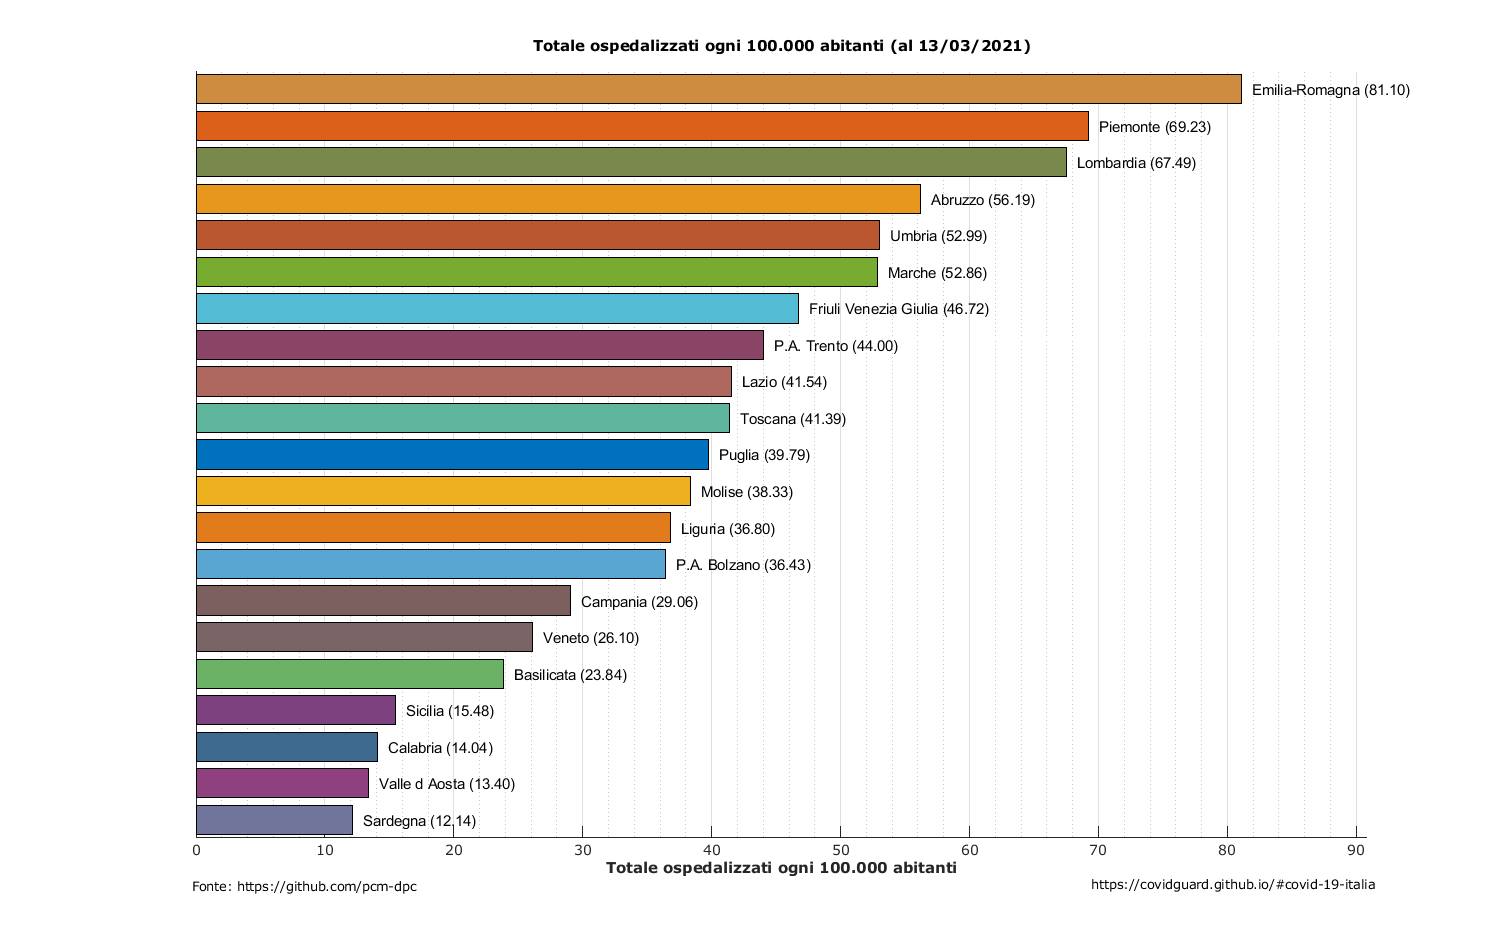 Totale ospedalizzati ogni 100.000 abitanti (al 13/03/2021)
Emilia-Romagna (81.10)
Piemonte (69.23)
Lombardia (67.49)
Abruzzo (56.19)
Umbria (52.99)
Marche (52.86)
Friuli Venezia Giulia (46.72)
P.A. Trento (44.00)
Lazio (41.54)
Toscana (41.39)
Puglia (39.79)
Molise (38.33)
Liguria (36.80)
P.A. Bolzano (36.43)
Campania (29.06)
Veneto (26.10)
Basilicata (23.84)
Sicilia (15.48)
Calabria (14.04)
Valle d Aosta (13.40)
Sardegna (12.14)
0 10 20 30 40 50 60 70 80 90
Totale ospedalizzati ogni 100.000 abitanti
Fonte: https://github.com/pcm-dpc
https://covidguard.github.io/#covid-19-italia